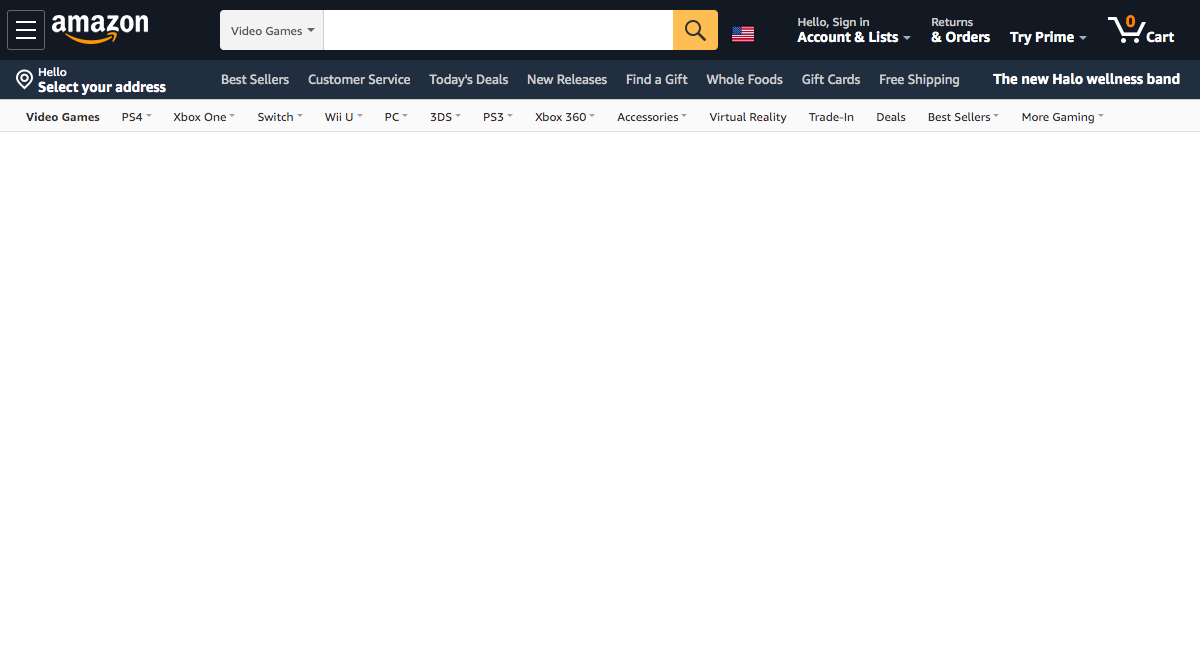 amazon
Video Games
Hello, Sign in
Account & Lists
Returns
& Orders
Try Prime
0
Cart
Hello
Select your address
Best Sellers Customer Service Today's Deals New Releases Find a Gift Whole Foods Gift Cards Free Shipping
The new Halo wellness band
Video Games PS4 Xbox One Switch Wii U PC 3DS PS3 Xbox 360 Accessories Virtual Reality Trade-In Deals Best Sellers More Gaming